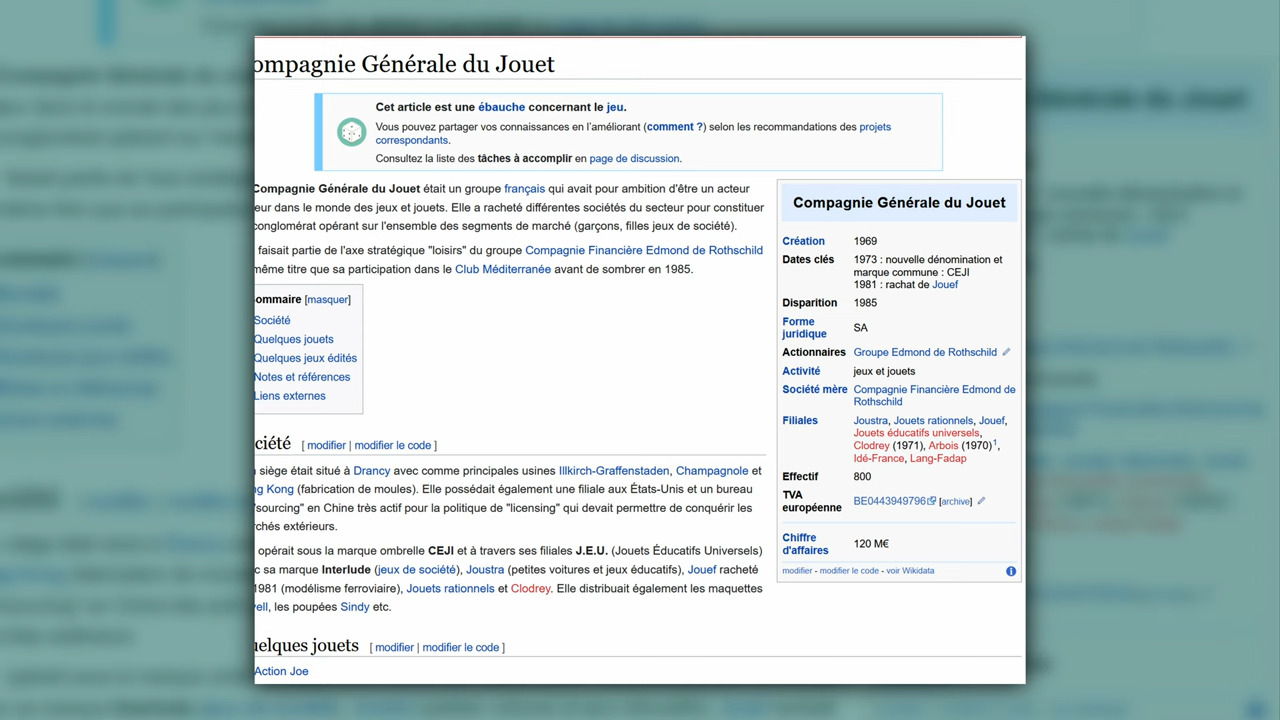 ompagnie Générale du Jouet
Cet article est une ébauche concernant le jeu.
Vous pouvez partager vos connaissances en l'améliorant (comment ?) selon les recommandations des projets
correspondants.
Consultez la liste des tâches à accomplir en page de discussion.
Compagnie Générale du Jouet était un groupe français qui avait pour ambition d'être un acteur
eur dans le monde des jeux et jouets. Elle a racheté différentes sociétés du secteur pour constituer
conglomérat opérant sur l'ensemble des segments de marché (garçons, filles jeux de société).
faisait partie de l'axe stratégique "loisirs" du groupe Compagnie Financière Edmond de Rothschild
même titre que sa participation dans le Club Méditerranée avant de sombrer en 1985.
ommaire [masquer]
Société
Quelques jouets
Quelques jeux édités
Notes et références
Liens externes
ciété [ modifier | modifier le code ]
siège était situé à Drancy avec comme principales usines Illkirch-Graffenstaden, Champagnole et
ng Kong (fabrication de moules). Elle possédait également une filiale aux États-Unis et un bureau
"sourcing" en Chine très actif pour la politique de "licensing" qui devait permettre de conquérir les
rchés extérieurs.
opérait sous la marque ombrelle CEJI et à travers ses filiales J.E.U. (Jouets Éducatifs Universels)
c sa marque Interlude (jeux de société), Joustra (petites voitures et jeux éducatifs), Jouef racheté
1981 (modélisme ferroviaire), Jouets rationnels et Clodrey. Elle distribuait également les maquettes
ell, les poupées Sindy etc.
uelques jouets [ modifier | modifier le code ]
Action Joe
Compagnie Générale du Jouet
Création 1969
Dates clés 1973 : nouvelle dénomination et
marque commune : CEJI
1981 : rachat de Jouef
Disparition 1985
Forme
juridique SA
Actionnaires Groupe Edmond de Rothschild
Activité jeux et jouets
Société mère Compagnie Financière Edmond de
Rothschild
Filiales Joustra, Jouets rationnels, Jouef,
Jouets éducatifs universels,
Clodrey (1971), Arbois (1970)1,
Idé-France, Lang-Fadap
Effectif 800
TVA
européenne BE0443949796 [archive]
Chiffre
d'affaires 120 M€
modifier - modifier le code - voir Wikidata